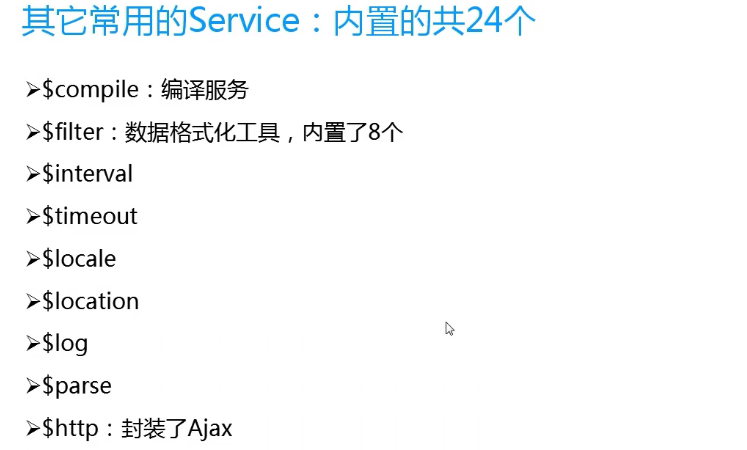 其它常用的Service：内置的共24个
➢$compile：编译服务
➢$filter：数据格式化工具，内置了8个
➢$interval
➢$timeout
➢$locale
➢$location
➢$log
➢$parse
➢$http：封装了Ajax